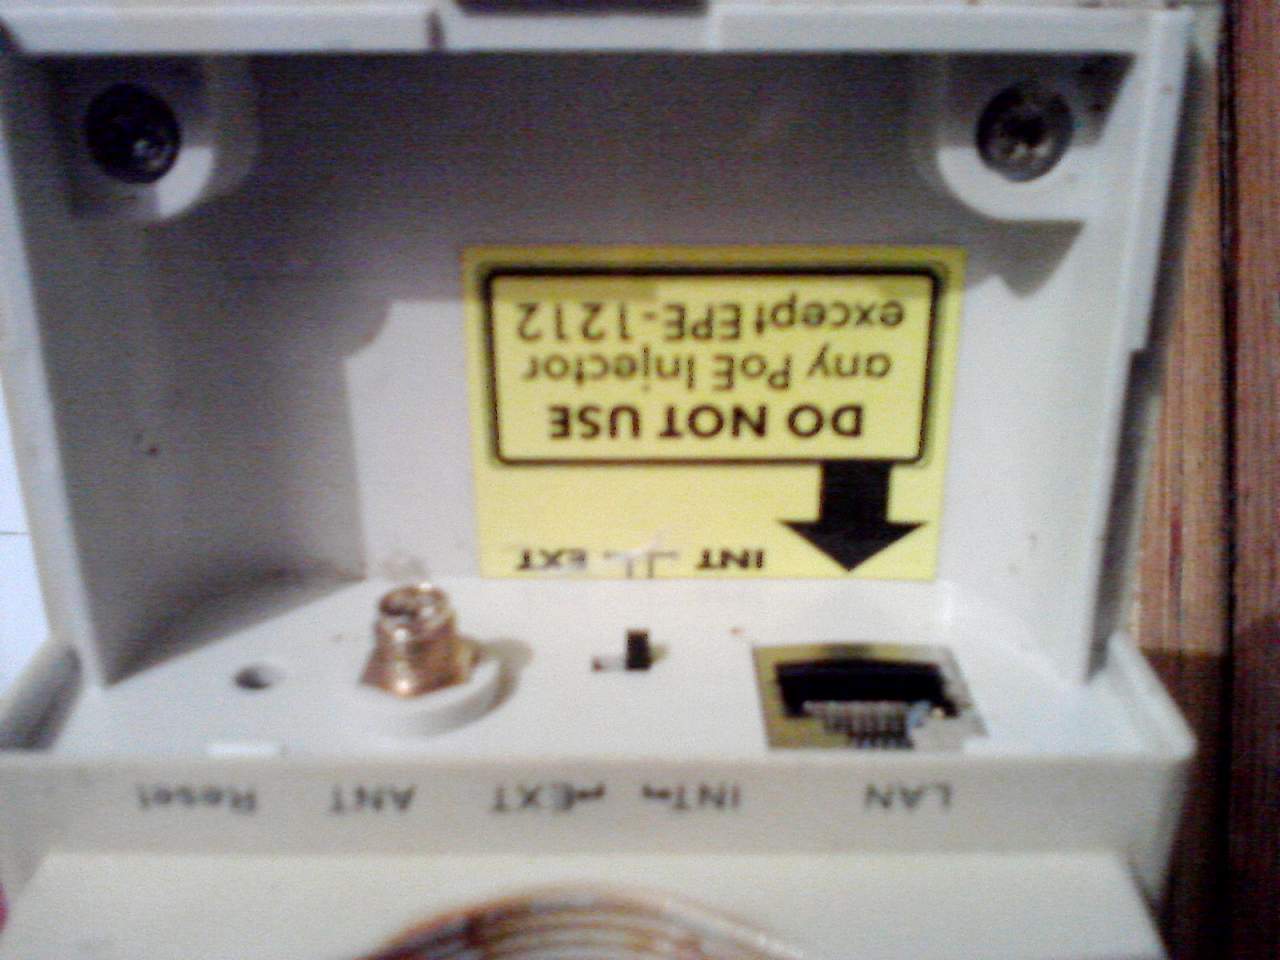 LAN
INT EXT
ANT
Reset
INT EXT
DO NOT USE
any PoE Injector
except EPE-1212